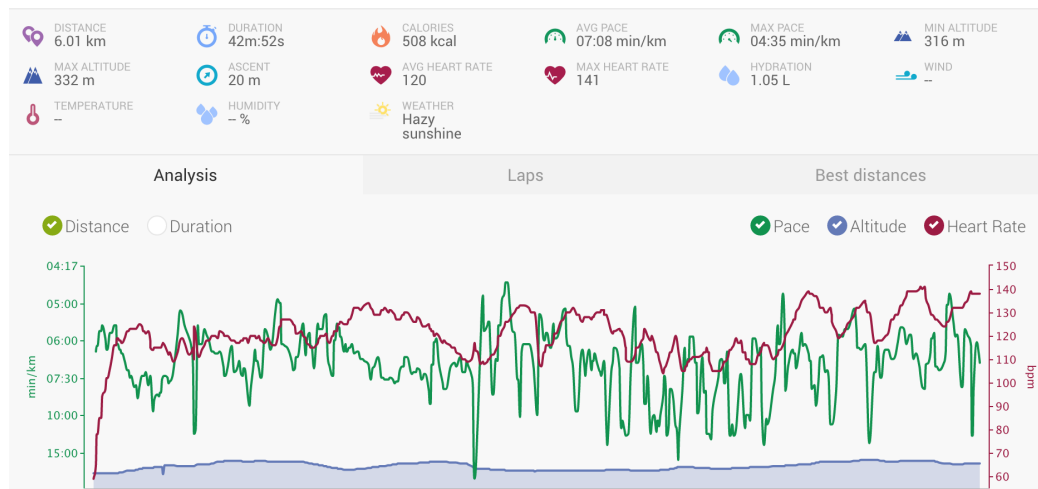 DISTANCE
6.01 km
DURATION
42m:52s
CALORIES
508 kcal
AVG PACE
07:08 min/km
MAX PACE
04:35 min/km
MIN ALTITUDE
316 m
MAX ALTITUDE
332 m
ASCENT
20 m
AVG HEART RATE
120
MAX HEART RATE
141
HYDRATION
1.05 L
WIND
--
TEMPERATURE
--
HUMIDITY
-- %
WEATHER
Hazy
sunshine
Analysis
Laps
Best distances
Distance
Duration
Pace
Altitude
Heart Rate
04:17
05:00
06:00
07:30
10:00
15:00
min/km
150
140
130
120
110
100
90
80
70
60
bpm